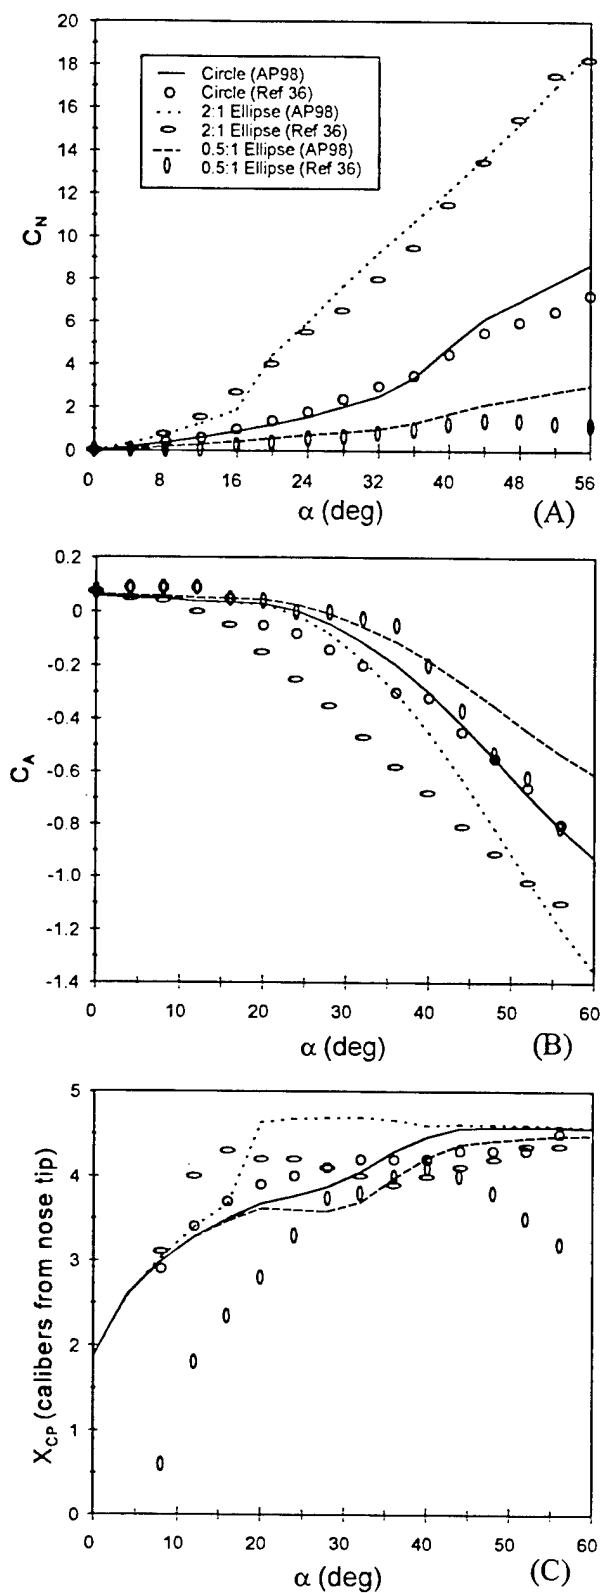 20
18
16
14
12
10
8
6
4
2
0
C_N
Circle (AP98)
Circle (Ref 36)
2:1 Ellipse (AP98)
2:1 Ellipse (Ref 36)
0.5:1 Ellipse (AP98)
0.5:1 Ellipse (Ref 36)
0 8 16 24 32 40 48 56
α (deg)
(A)
0.2
0
-0.2
-0.4
-0.6
-0.8
-1.0
-1.2
-1.4
C_A
0 10 20 30 40 50 60
α (deg)
(B)
5
4
3
2
1
0
X_CP (calibers from nose tip)
0 10 20 30 40 50 60
α (deg)
(C)